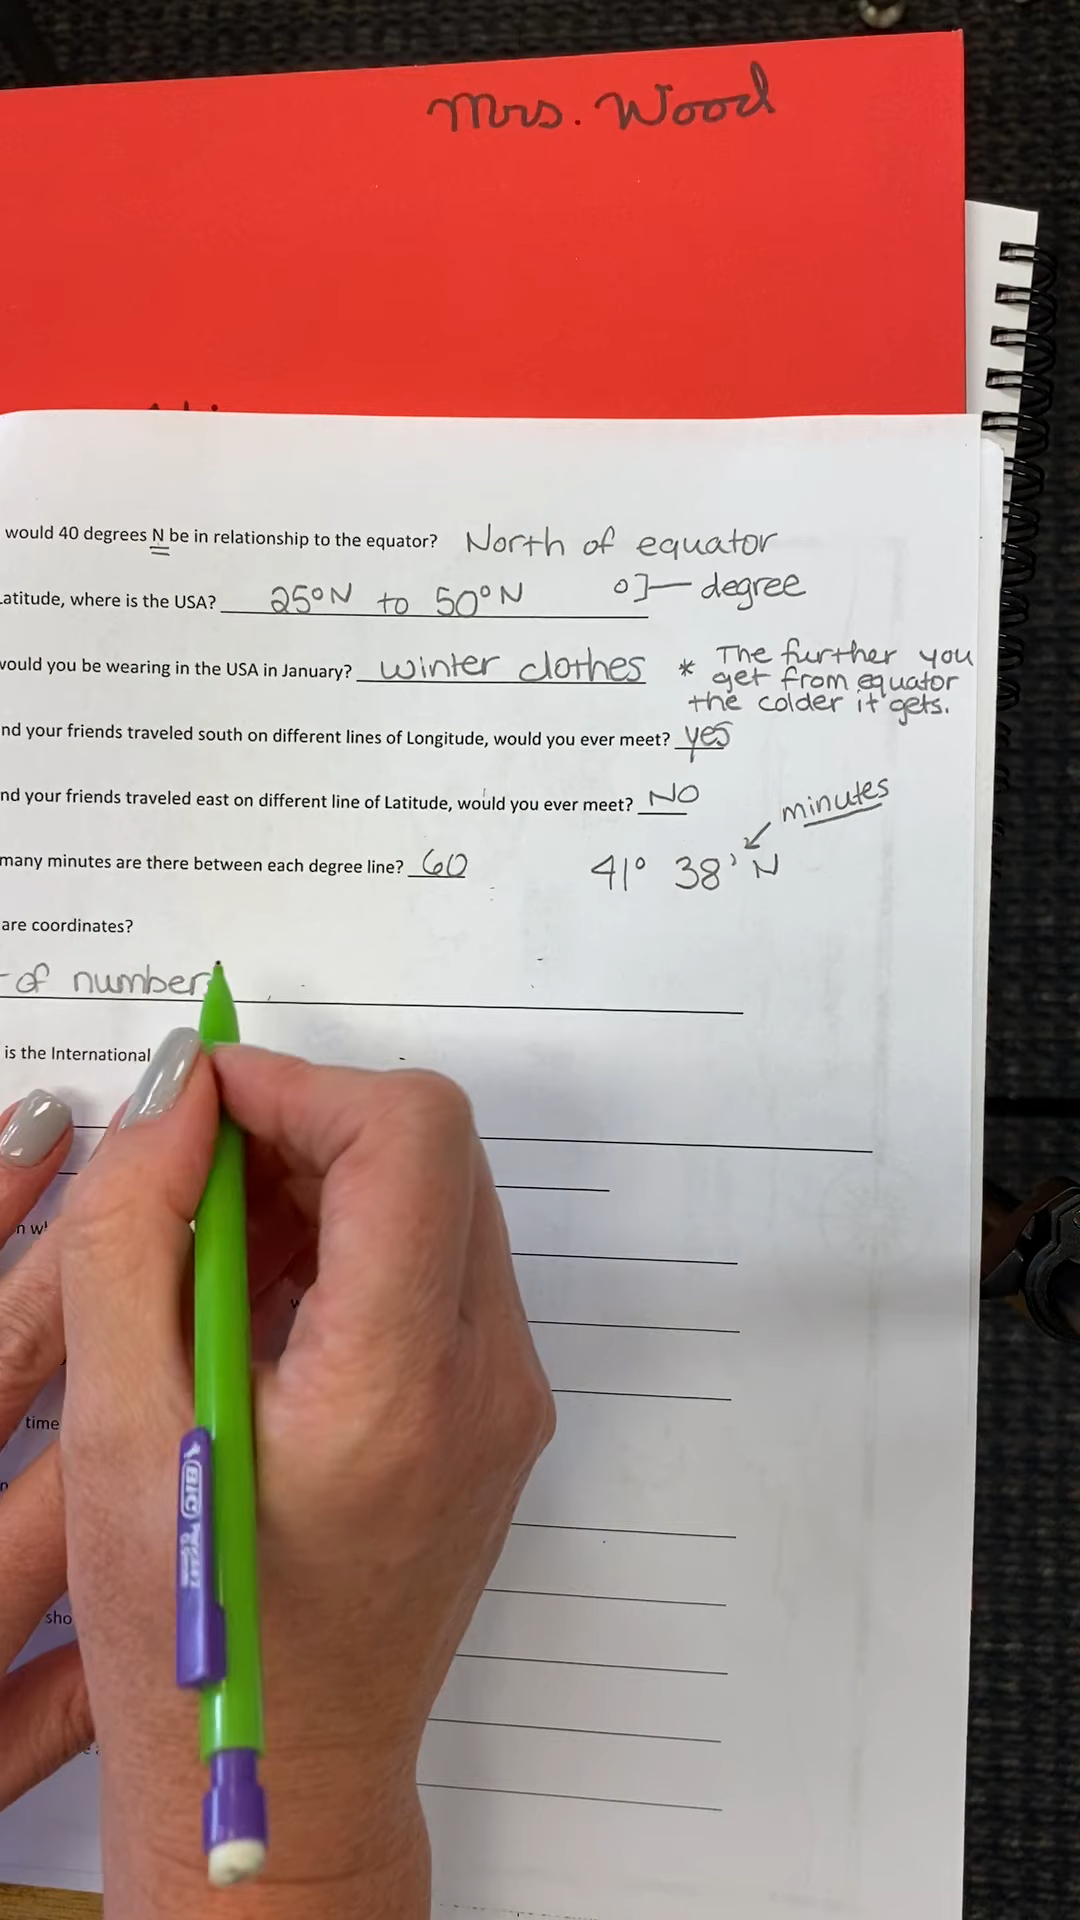 Mrs. Wood
would 40 degrees N be in relationship to the equator? North of equator
Latitude, where is the USA? 25°N to 50°N o]— degree
would you be wearing in the USA in January? winter clothes * The further you
get from equator
the colder it gets.
nd your friends traveled south on different lines of Longitude, would you ever meet? yes
nd your friends traveled east on different line of Latitude, would you ever meet? NO
minutes
many minutes are there between each degree line? 60 41° 38' N
are coordinates?
of number
is the International
time
sho
BIC